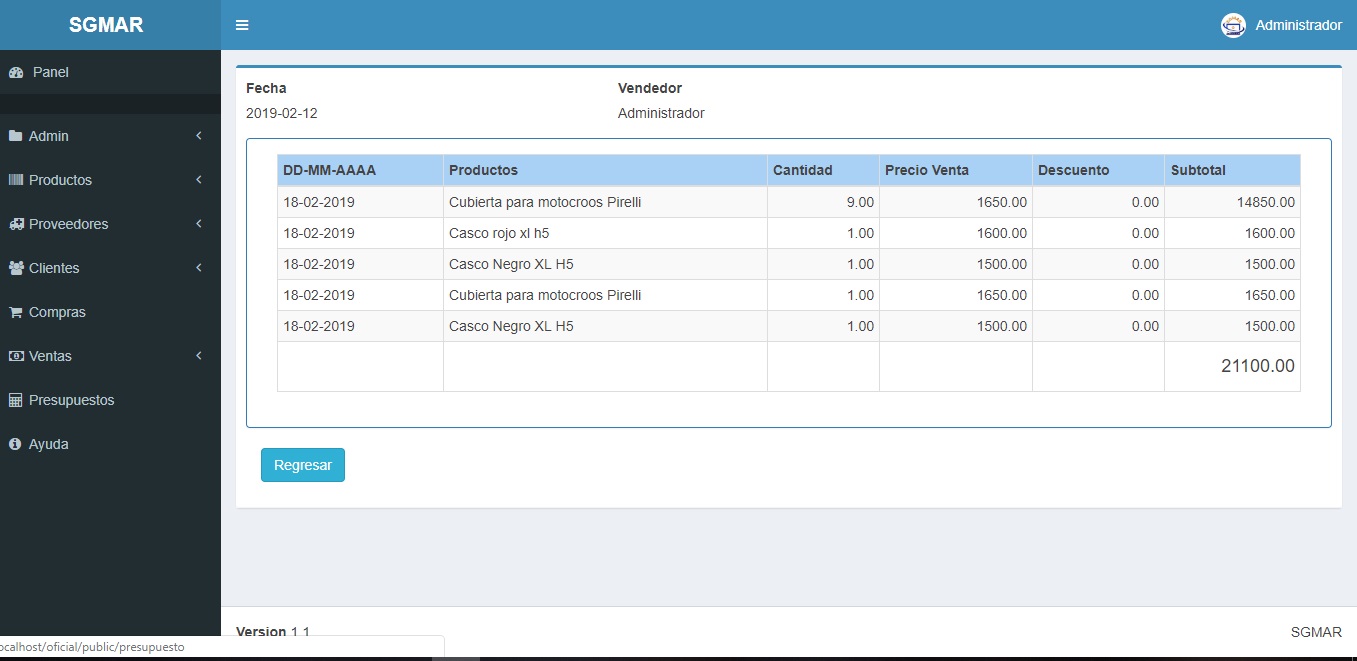 SGMAR
Administrador
Panel
Admin
Productos
Proveedores
Clientes
Compras
Ventas
Presupuestos
Ayuda
Fecha Vendedor
2019-02-12 Administrador
DD-MM-AAAA Productos Cantidad Precio Venta Descuento Subtotal
18-02-2019 Cubierta para motocroos Pirelli 9.00 1650.00 0.00 14850.00
18-02-2019 Casco rojo xl h5 1.00 1600.00 0.00 1600.00
18-02-2019 Casco Negro XL H5 1.00 1500.00 0.00 1500.00
18-02-2019 Cubierta para motocroos Pirelli 1.00 1650.00 0.00 1650.00
18-02-2019 Casco Negro XL H5 1.00 1500.00 0.00 1500.00
21100.00
Regresar
Version 1.1 SGMAR
ocalhost/oficial/public/presupuesto